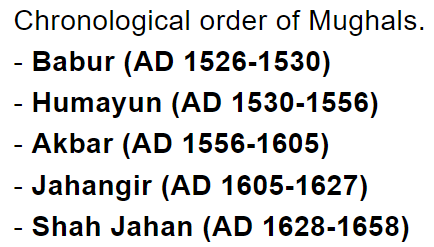 Chronological order of Mughals.
- Babur (AD 1526-1530)
- Humayun (AD 1530-1556)
- Akbar (AD 1556-1605)
- Jahangir (AD 1605-1627)
- Shah Jahan (AD 1628-1658)